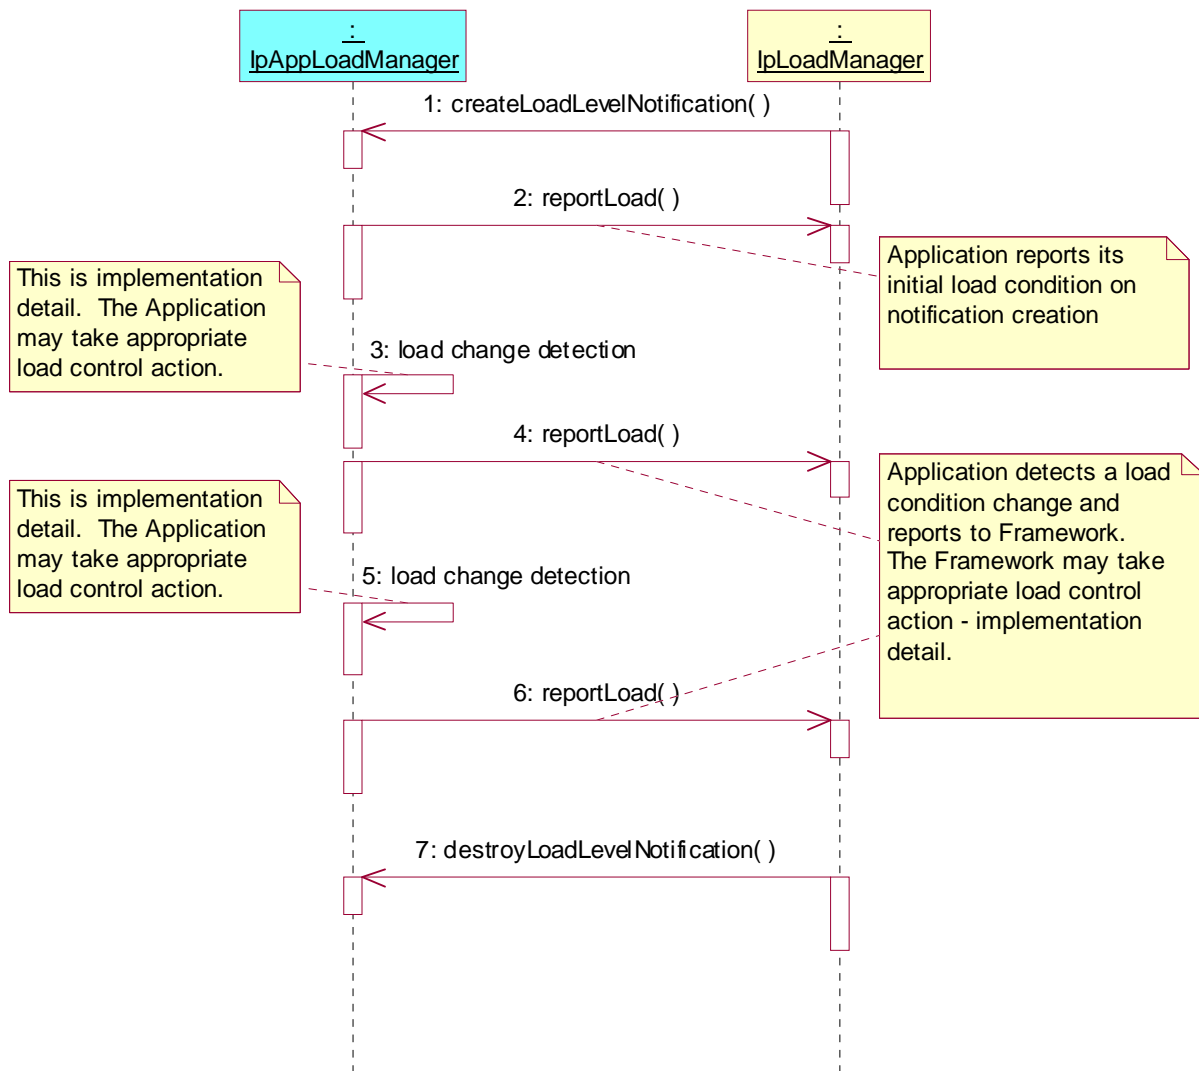 :
IpAppLoadManager
:
IpLoadManager
1: createLoadLevelNotification( )
2: reportLoad( )
Application reports its
initial load condition on
notification creation
This is implementation
detail.  The Application
may take appropriate
load control action.
3: load change detection
4: reportLoad( )
Application detects a load
condition change and
reports to Framework.
The Framework may take
appropriate load control
action - implementation
detail.
This is implementation
detail.  The Application
may take appropriate
load control action.
5: load change detection
6: reportLoad( )
7: destroyLoadLevelNotification( )